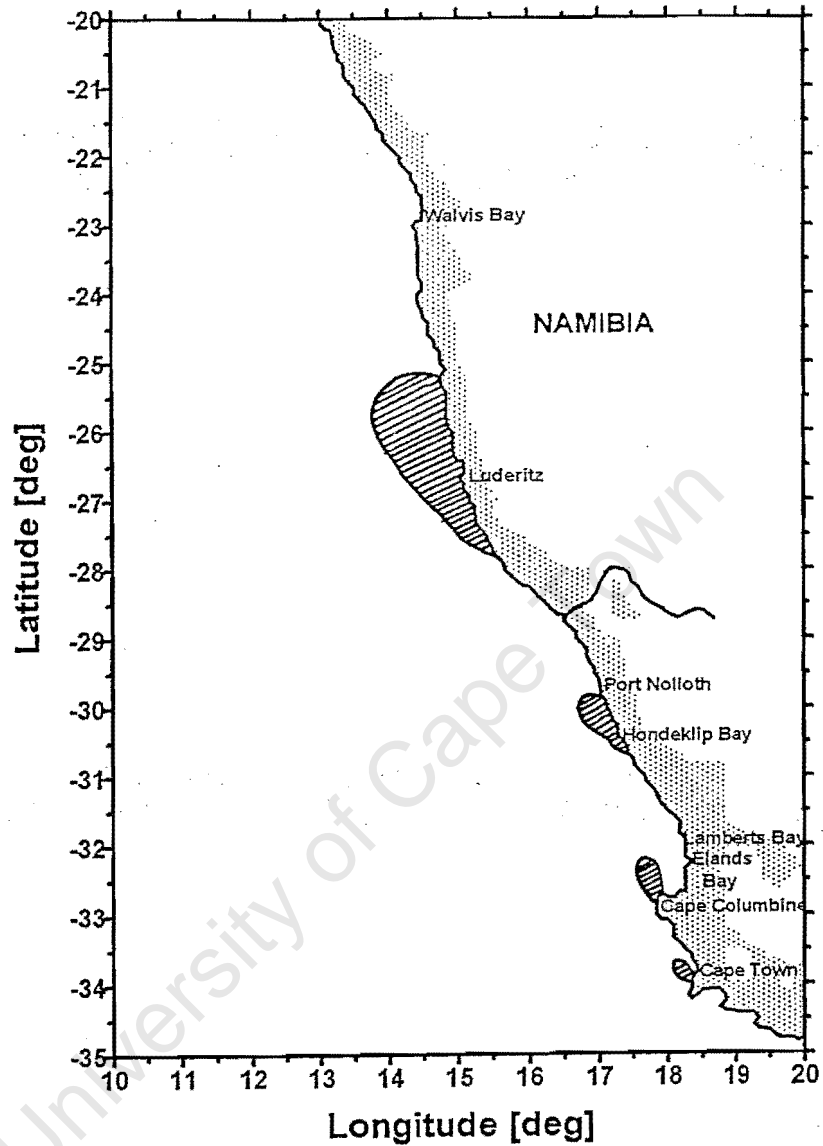 -20
-21
-22
-23
-24
-25
-26
-27
-28
-29
-30
-31
-32
-33
-34
-35
Latitude [deg]
Walvis Bay
NAMIBIA
Luderitz
Port Nolloth
Hondeklip Bay
Lamberts Bay
Elands
Bay
Cape Columbine
Cape Town
10 11 12 13 14 15 16 17 18 19 20
Longitude [deg]
University of Cape Town